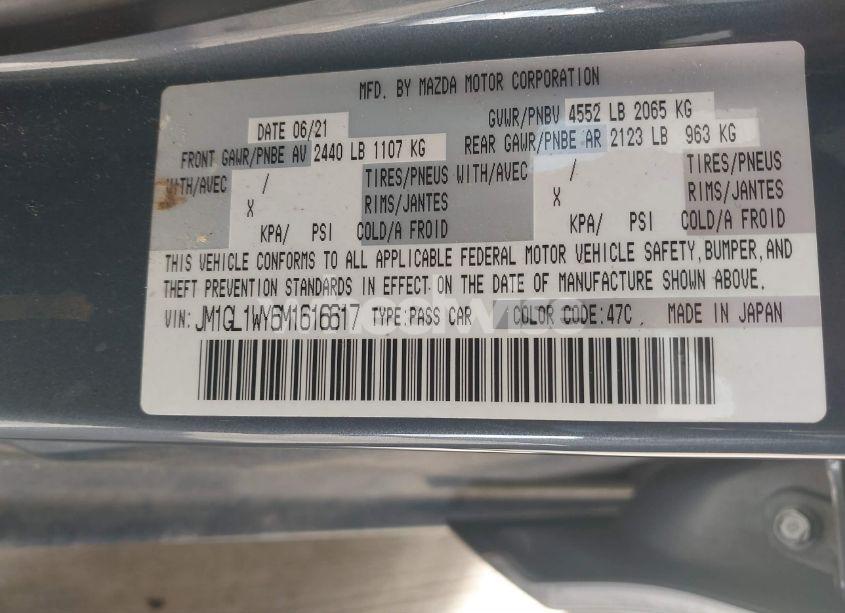 MFD. BY MAZDA MOTOR CORPORATION
DATE 06/21 GVWR/PNBV 4552 LB 2065 KG
FRONT GAWR/PNBE AV 2440 LB 1107 KG REAR GAWR/PNBE AR 2123 LB 963 KG
WITH/AVEC / TIRES/PNEUS WITH/AVEC / TIRES/PNEUS
X RIMS/JANTES X RIMS/JANTES
KPA/ PSI COLD/A FROID KPA/ PSI COLD/A FROID
THIS VEHICLE CONFORMS TO ALL APPLICABLE FEDERAL MOTOR VEHICLE SAFETY, BUMPER, AND
THEFT PREVENTION STANDARDS IN EFFECT ON THE DATE OF MANUFACTURE SHOWN ABOVE.
VIN: JM1GL1WY6M1616617 TYPE: PASS CAR / COLOR CODE: 47C . MADE IN JAPAN